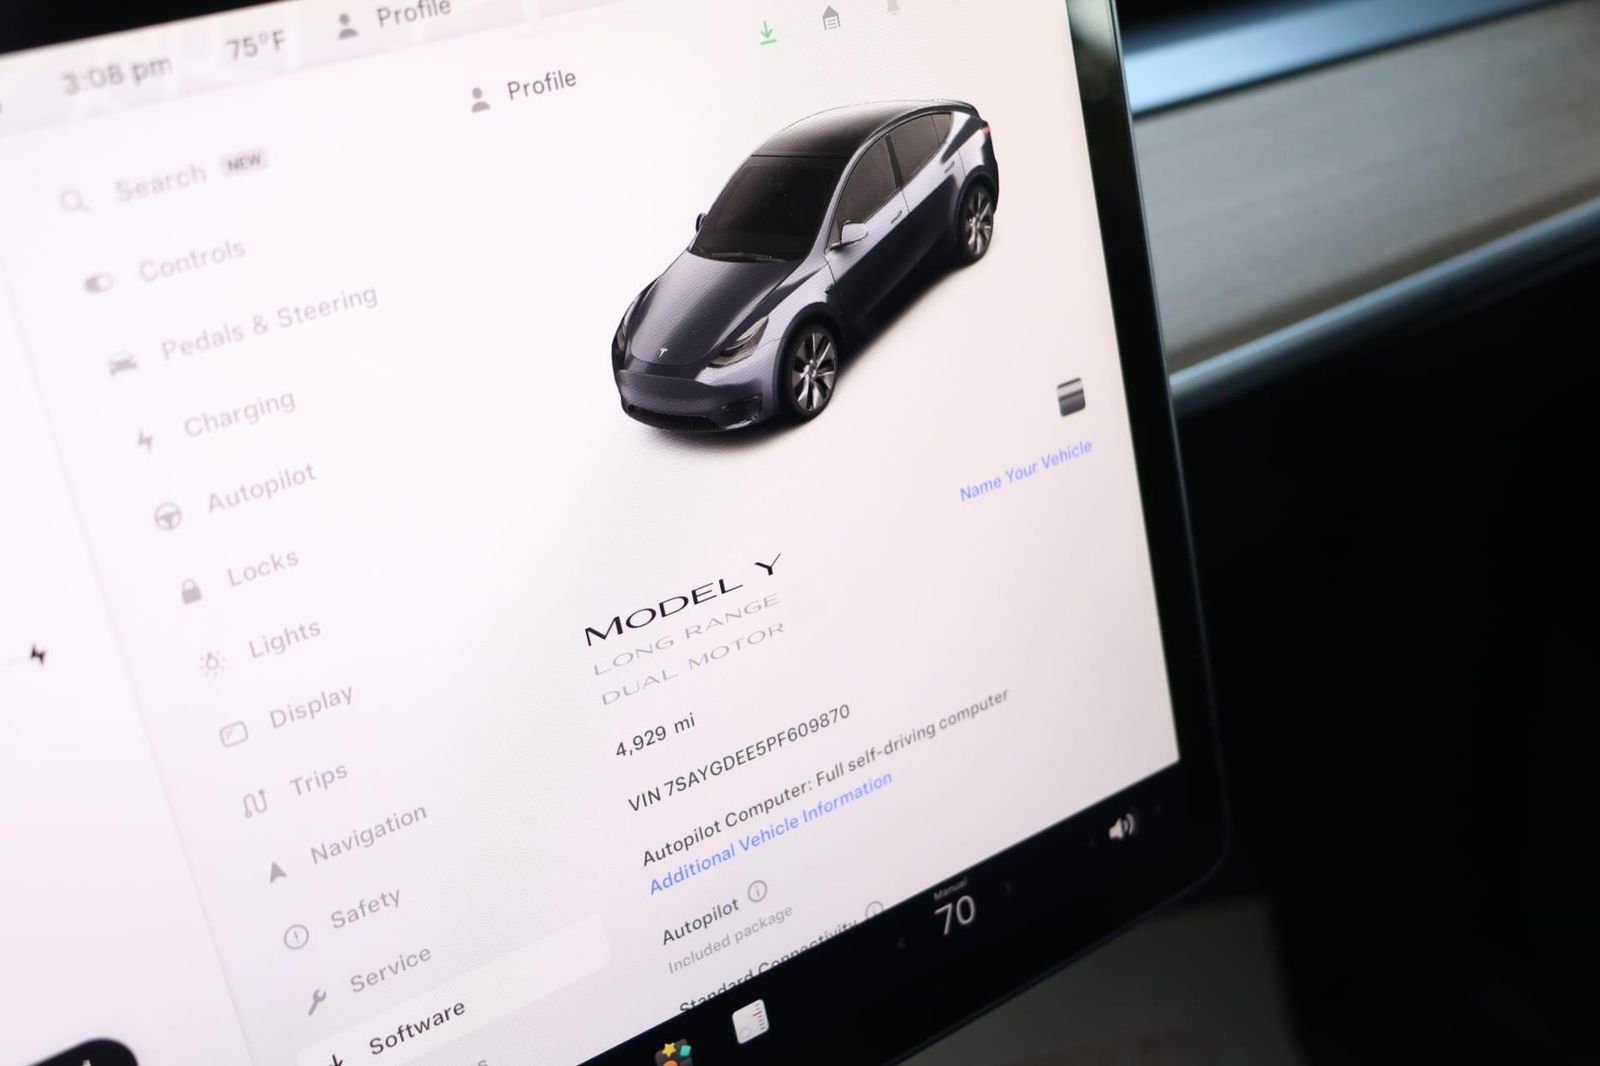 3:08 pm
75°F
Profile
Profile
Search NEW
Controls
Pedals & Steering
Charging
Autopilot
Locks
Lights
Display
Trips
Navigation
Safety
Service
Software
Name Your Vehicle
MODEL Y
LONG RANGE
DUAL MOTOR
4,929 mi
VIN 7SAYGDEE5PF609870
Autopilot Computer: Full self-driving computer
Additional Vehicle Information
Autopilot
Included package
Standard Connectivity
Manual
70